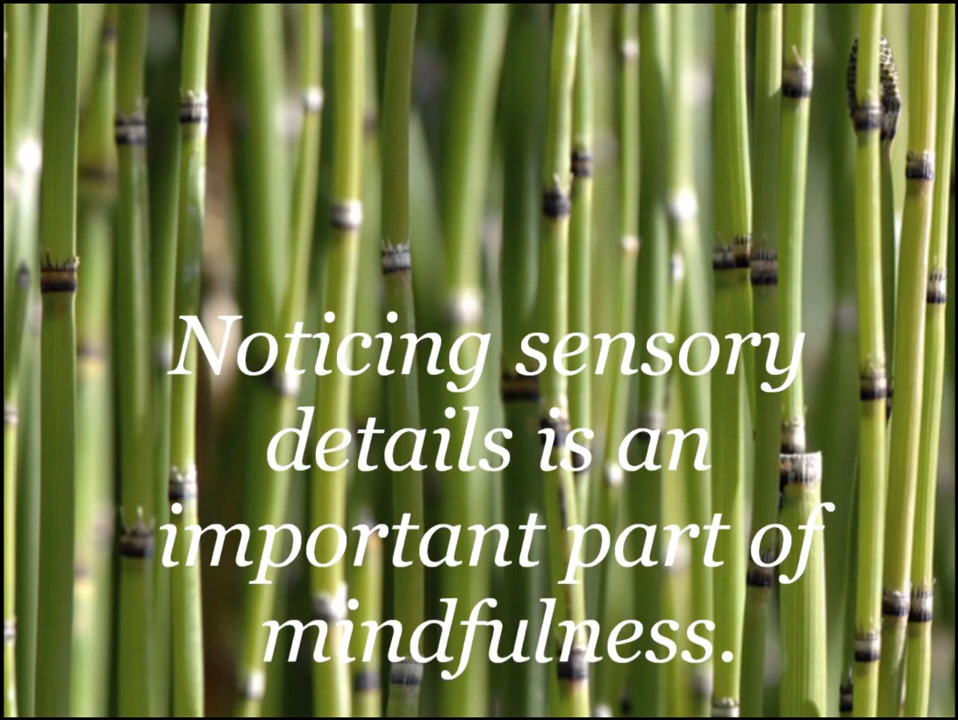 Noticing sensory
details is an
important part of
mindfulness.